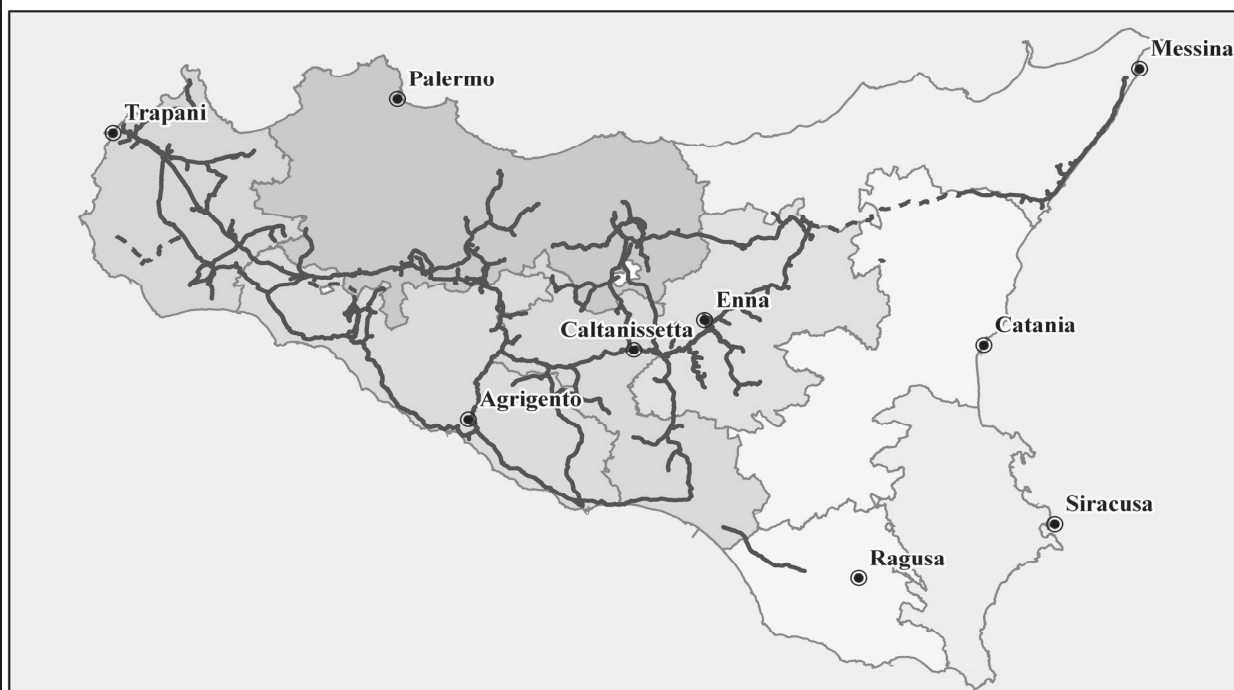 Messina
Palermo
Trapani
Enna
Caltanissetta
Catania
Agrigento
Siracusa
Ragusa